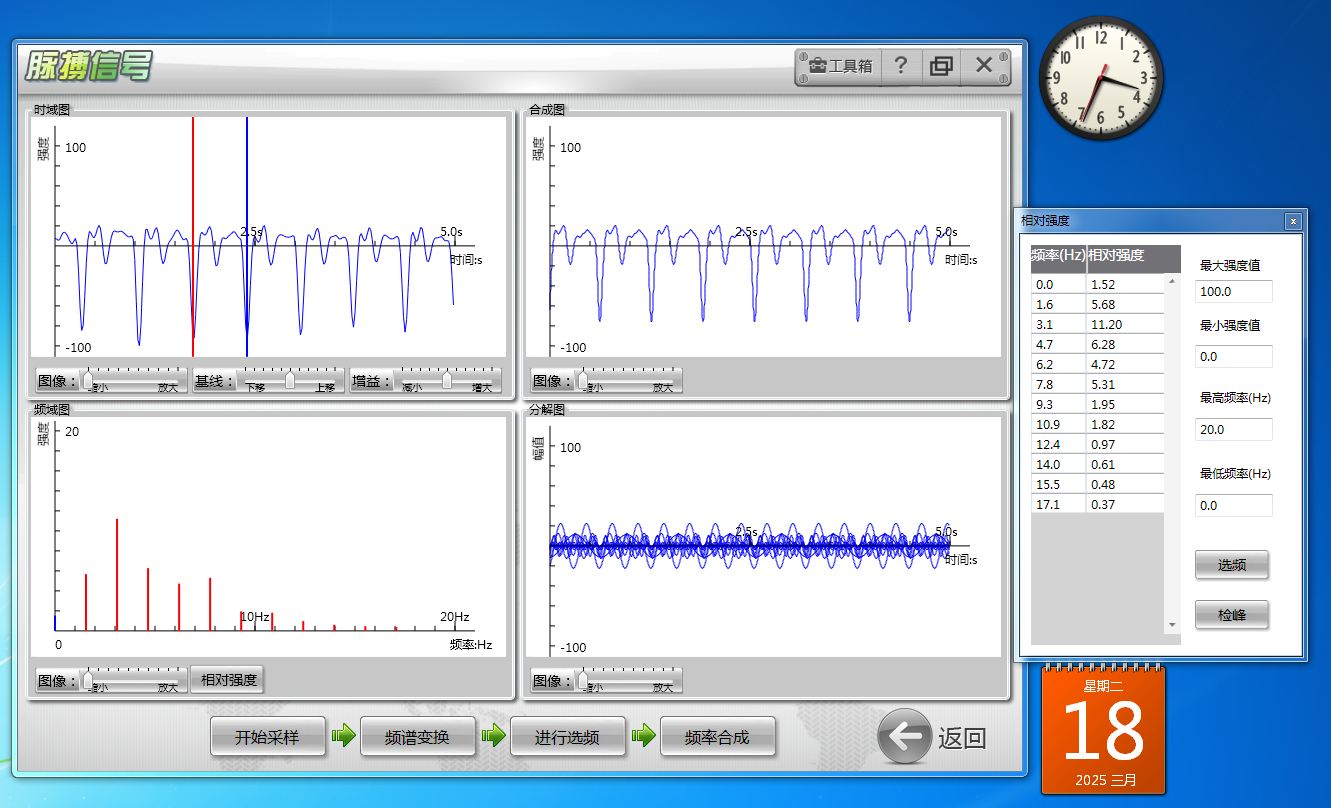 脉搏信号
工具箱 ?
时域图
强度
100
2.5s
5.0s
时间:s
-100
图像： 缩小 放大
基线： 下移 上移
增益： 减小 增大
合成图
强度
100
2.5s
5.0s
时间:s
-100
图像： 缩小 放大
频域图
强度
20
10Hz
20Hz
0
频率:Hz
图像： 缩小 放大
相对强度
分解图
幅值
100
2.5s
5.0s
时间:s
-100
图像： 缩小 放大
开始采样
频谱变换
进行选频
频率合成
返回
12
1
2
3
4
5
6
7
8
9
10
11
相对强度
x
频率(Hz) 相对强度
0.0 1.52
1.6 5.68
3.1 11.20
4.7 6.28
6.2 4.72
7.8 5.31
9.3 1.95
10.9 1.82
12.4 0.97
14.0 0.61
15.5 0.48
17.1 0.37
最大强度值
100.0
最小强度值
0.0
最高频率(Hz)
20.0
最低频率(Hz)
0.0
选频
检峰
星期二
18
2025 三月